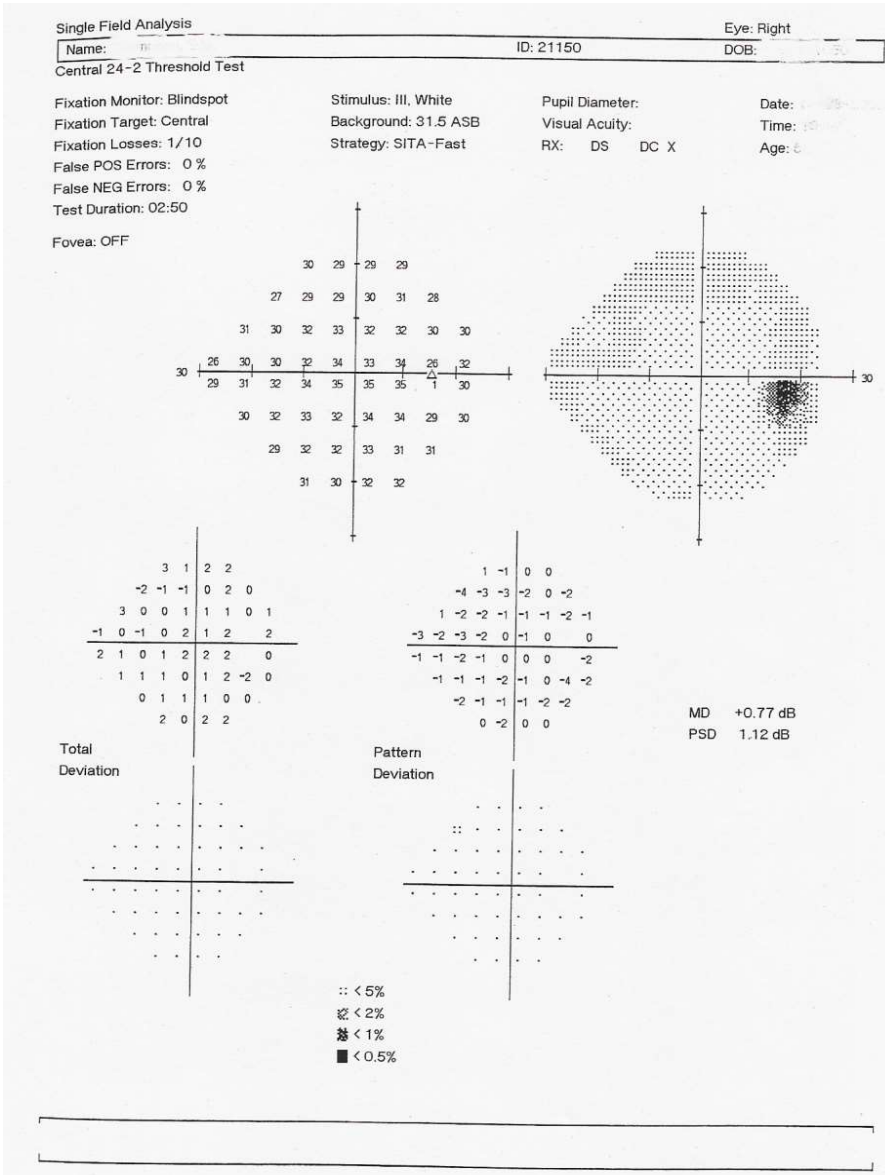 Single Field Analysis
Eye: Right
Name:
ID: 21150
DOB:
Central 24-2 Threshold Test
Fixation Monitor: Blindspot
Stimulus: III, White
Pupil Diameter:
Date:
Fixation Target: Central
Background: 31.5 ASB
Visual Acuity:
Time:
Fixation Losses: 1/10
Strategy: SITA-Fast
RX: DS DC X
Age:
False POS Errors: 0 %
False NEG Errors: 0 %
Test Duration: 02:50
Fovea: OFF
30 29 29 29
27 29 29 30 31 28
31 30 32 33 32 32 30 30
26 30 30 32 34 33 34 26 32
30
30
29 31 32 34 35 35 35 1 30
30 32 33 32 34 34 29 30
29 32 32 33 31 31
31 30 32 32
3 1 2 2
-2 -1 -1 0 2 0
3 0 0 1 1 1 0 1
-1 0 -1 0 2 1 2 2
2 1 0 1 2 2 2 0
1 1 1 0 1 2 -2 0
0 1 1 1 0 0
2 0 2 2
Total
Deviation
1 -1 0 0
-4 -3 -3 -2 0 -2
1 -2 -2 -1 -1 -1 -2 -1
-3 -2 -3 -2 0 -1 0 0
-1 -1 -2 -1 0 0 0 -2
-1 -1 -1 -2 -1 0 -4 -2
-2 -1 -1 -1 -2 -2
0 -2 0 0
Pattern
Deviation
MD +0.77 dB
PSD 1.12 dB
< 5%
< 2%
< 1%
< 0.5%